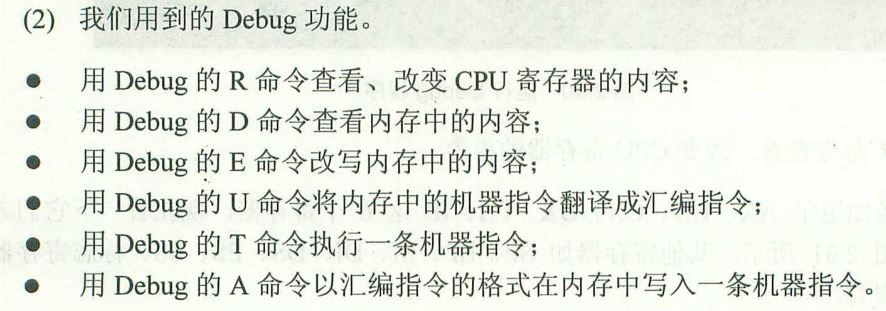 (2) 我们用到的 Debug 功能。
● 用 Debug 的 R 命令查看、改变 CPU 寄存器的内容；
● 用 Debug 的 D 命令查看内存中的内容；
● 用 Debug 的 E 命令改写内存中的内容；
● 用 Debug 的 U 命令将内存中的机器指令翻译成汇编指令；
● 用 Debug 的 T 命令执行一条机器指令；
● 用 Debug 的 A 命令以汇编指令的格式在内存中写入一条机器指令。